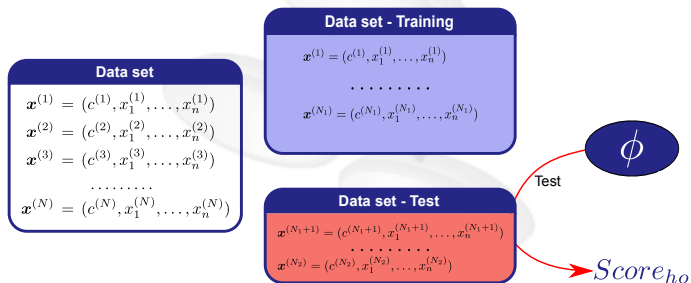 Data set
x^(1) = (c^(1), x_1^(1), . . . , x_n^(1))
x^(2) = (c^(2), x_1^(2), . . . , x_n^(2))
x^(3) = (c^(3), x_1^(3), . . . , x_n^(3))
.........
x^(N) = (c^(N), x_1^(N), . . . , x_n^(N))
Data set - Training
x^(1) = (c^(1), x_1^(1), . . . , x_n^(1))
.........
x^(N_1) = (c^(N_1), x_1^(N_1), . . . , x_n^(N_1))
Data set - Test
x^(N_1+1) = (c^(N_1+1), x_1^(N_1+1), . . . , x_n^(N_1+1))
.........
x^(N_2) = (c^(N_2), x_1^(N_2), . . . , x_n^(N_2))
Test
ϕ
Score_ho